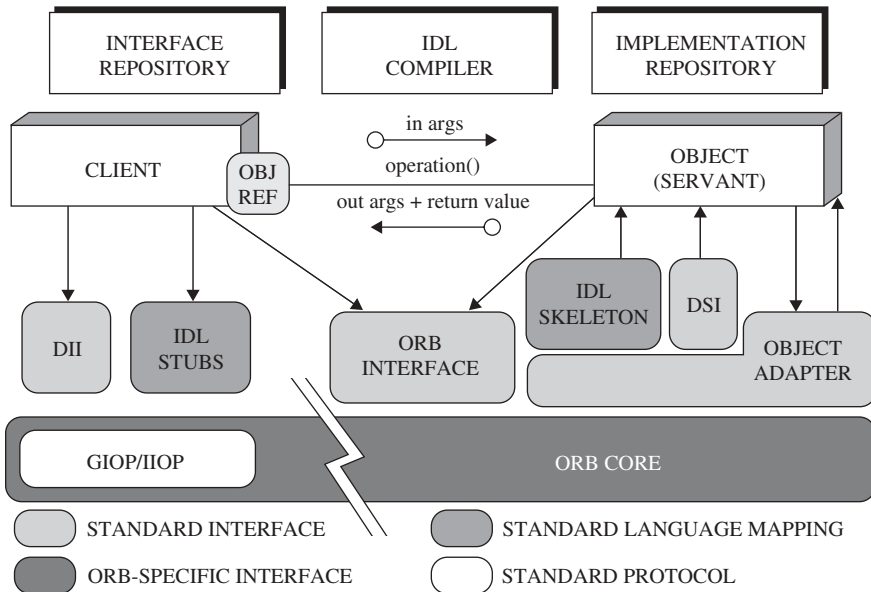 INTERFACE
REPOSITORY
IDL
COMPILER
IMPLEMENTATION
REPOSITORY
CLIENT
OBJ
REF
in args
operation()
out args + return value
OBJECT
(SERVANT)
DII
IDL
STUBS
ORB
INTERFACE
IDL
SKELETON
DSI
OBJECT
ADAPTER
GIOP/IIOP
ORB CORE
STANDARD INTERFACE
STANDARD LANGUAGE MAPPING
ORB-SPECIFIC INTERFACE
STANDARD PROTOCOL